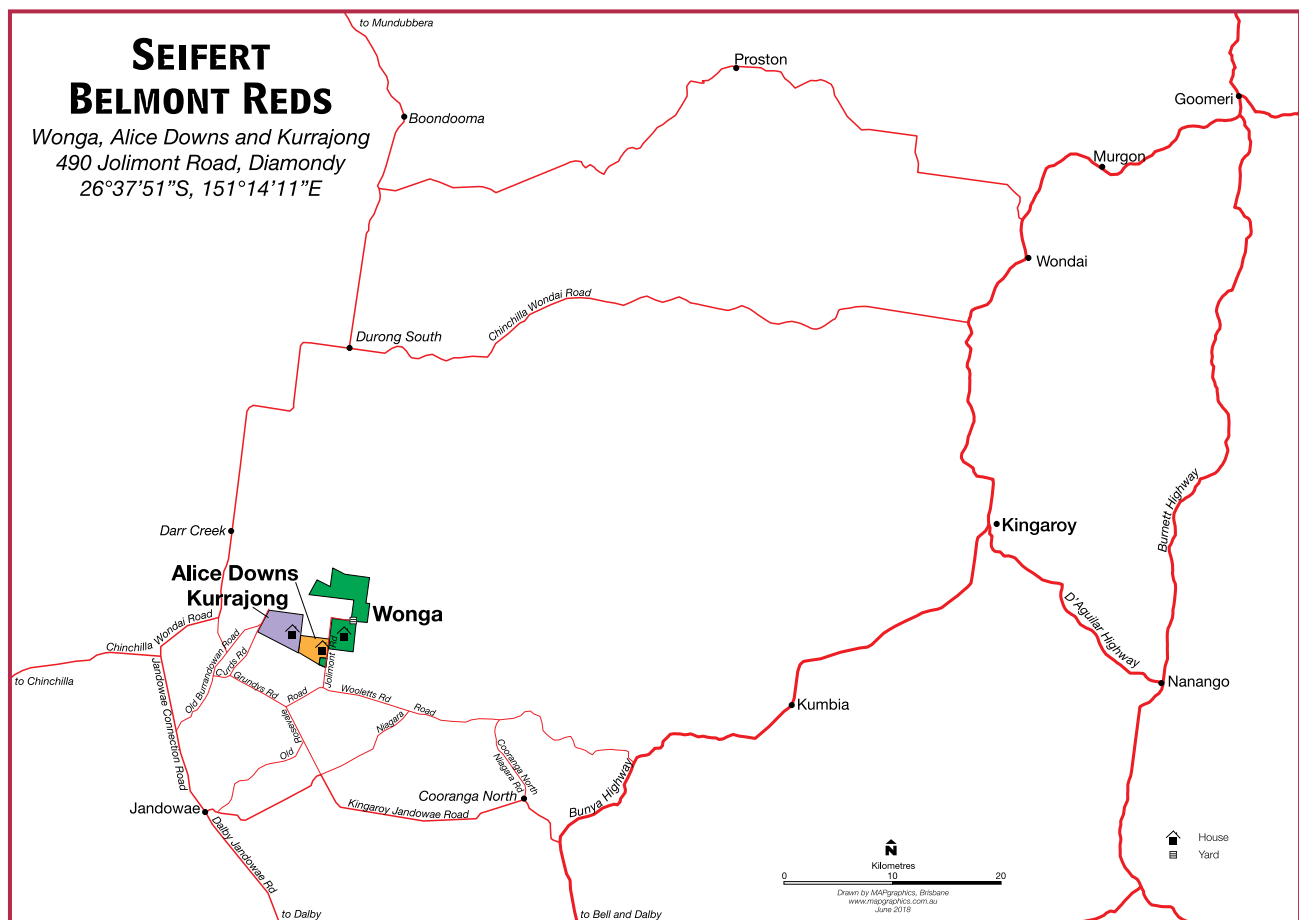 SEIFERT
BELMONT REDS
Wonga, Alice Downs and Kurrajong
490 Jolimont Road, Diamondy
26°37'51”S, 151°14'11”E
to Mundubbera
Boondooma
Proston
Goomeri
Murgon
Wondai
Chinchilla Wondai Road
Durong South
Darr Creek
Kingaroy
Burnett Highway
D'Aguilar Highway
Nanango
Alice Downs
Kurrajong
Wonga
Chinchilla Wondai Road
to Chinchilla
Jandowae Connection Road
Old Burrandowan Road
Curds Rd
Grundys Rd
Jolimont Rd
Road
Wooletts Rd
Road
Niagara
Rosevale
Old
Cooranga North
Niagara Rd
Kumbia
Bunya Highway
Cooranga North
Kingaroy Jandowae Road
Jandowae
Dalby Jandowae Rd
to Dalby
to Bell and Dalby
N
Kilometres
0 10 20
Drawn by MAPgraphics, Brisbane
www.mapgraphics.com.au
June 2018
House
Yard